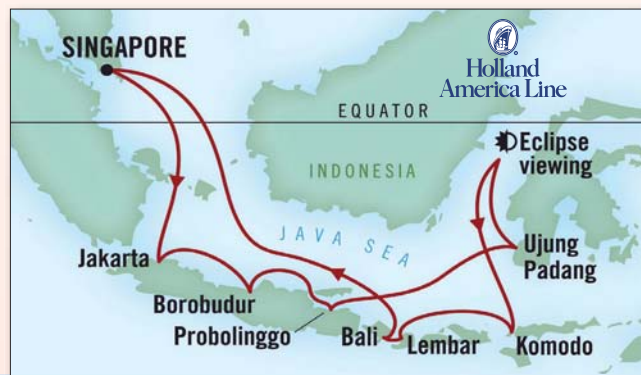 SINGAPORE
Holland
America Line
EQUATOR
Eclipse
viewing
INDONESIA
JAVA SEA
Ujung
Padang
Jakarta
Borobudur
Probolinggo
Bali
Lembar
Komodo